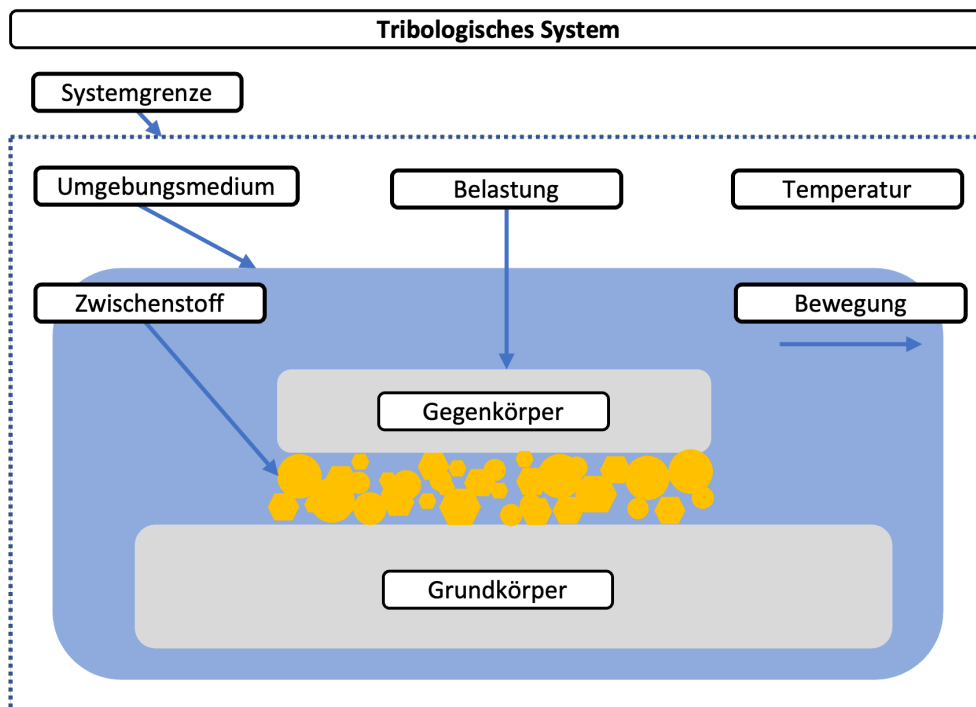 Tribologisches System
Systemgrenze
Umgebungsmedium
Belastung
Temperatur
Zwischenstoff
Bewegung
Gegenkörper
Grundkörper